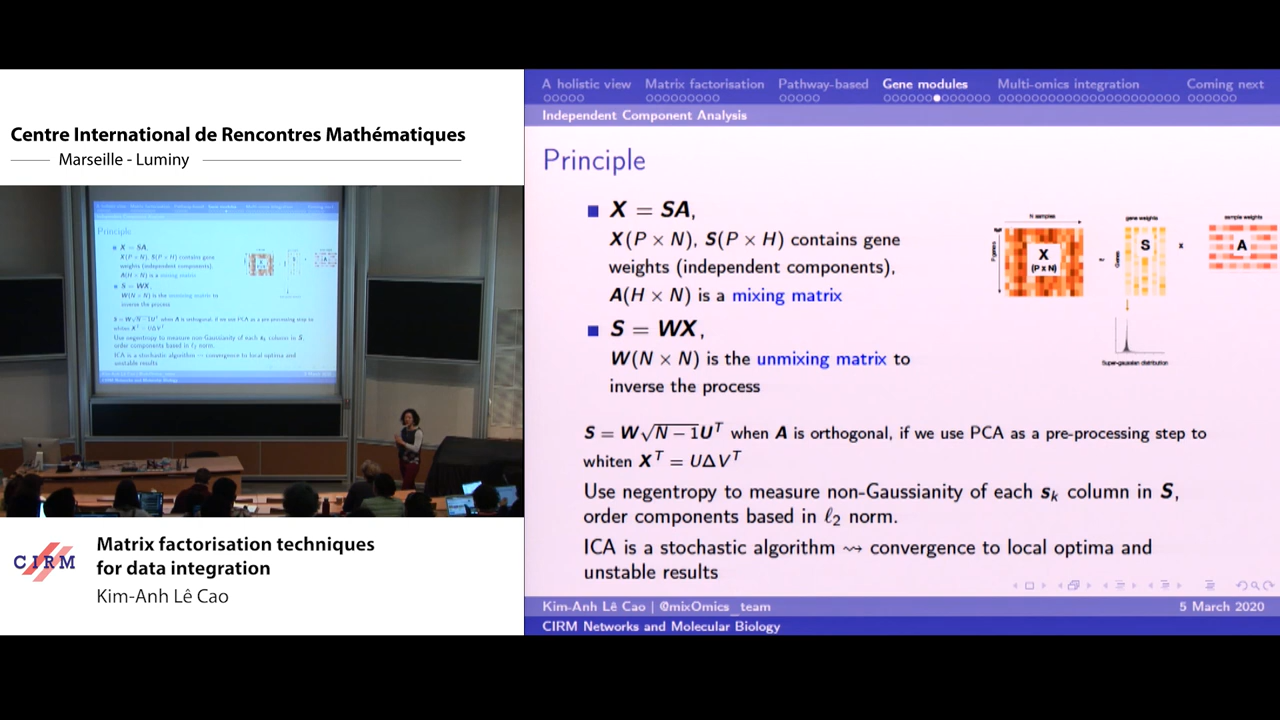 Centre International de Rencontres Mathématiques
Marseille - Luminy
CIRM
Matrix factorisation techniques
for data integration
Kim-Anh Lê Cao
A holistic view Matrix factorisation Pathway-based Gene modules Multi-omics integration Coming next
Independent Component Analysis
Principle
X = SA,
X(P × N), S(P × H) contains gene
weights (independent components),
A(H × N) is a mixing matrix
S = WX,
W(N × N) is the unmixing matrix to
inverse the process
N samples
P genes
X
(P x N)
=
gene weights
Genes
S
x
sample weights
A
Super-gaussian distribution
S = W√N − 1U^T when A is orthogonal, if we use PCA as a pre-processing step to
whiten X^T = UΔV^T
Use negentropy to measure non-Gaussianity of each s_k column in S,
order components based in ℓ₂ norm.
ICA is a stochastic algorithm ⇝ convergence to local optima and
unstable results
Kim-Anh Lê Cao | @mixOmics_team 5 March 2020
CIRM Networks and Molecular Biology